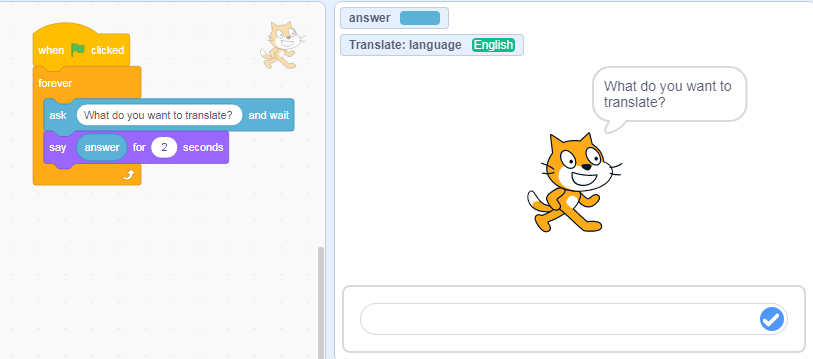 when clicked
forever
ask What do you want to translate? and wait
say answer for 2 seconds
answer
Translate: language English
What do you want to
translate?